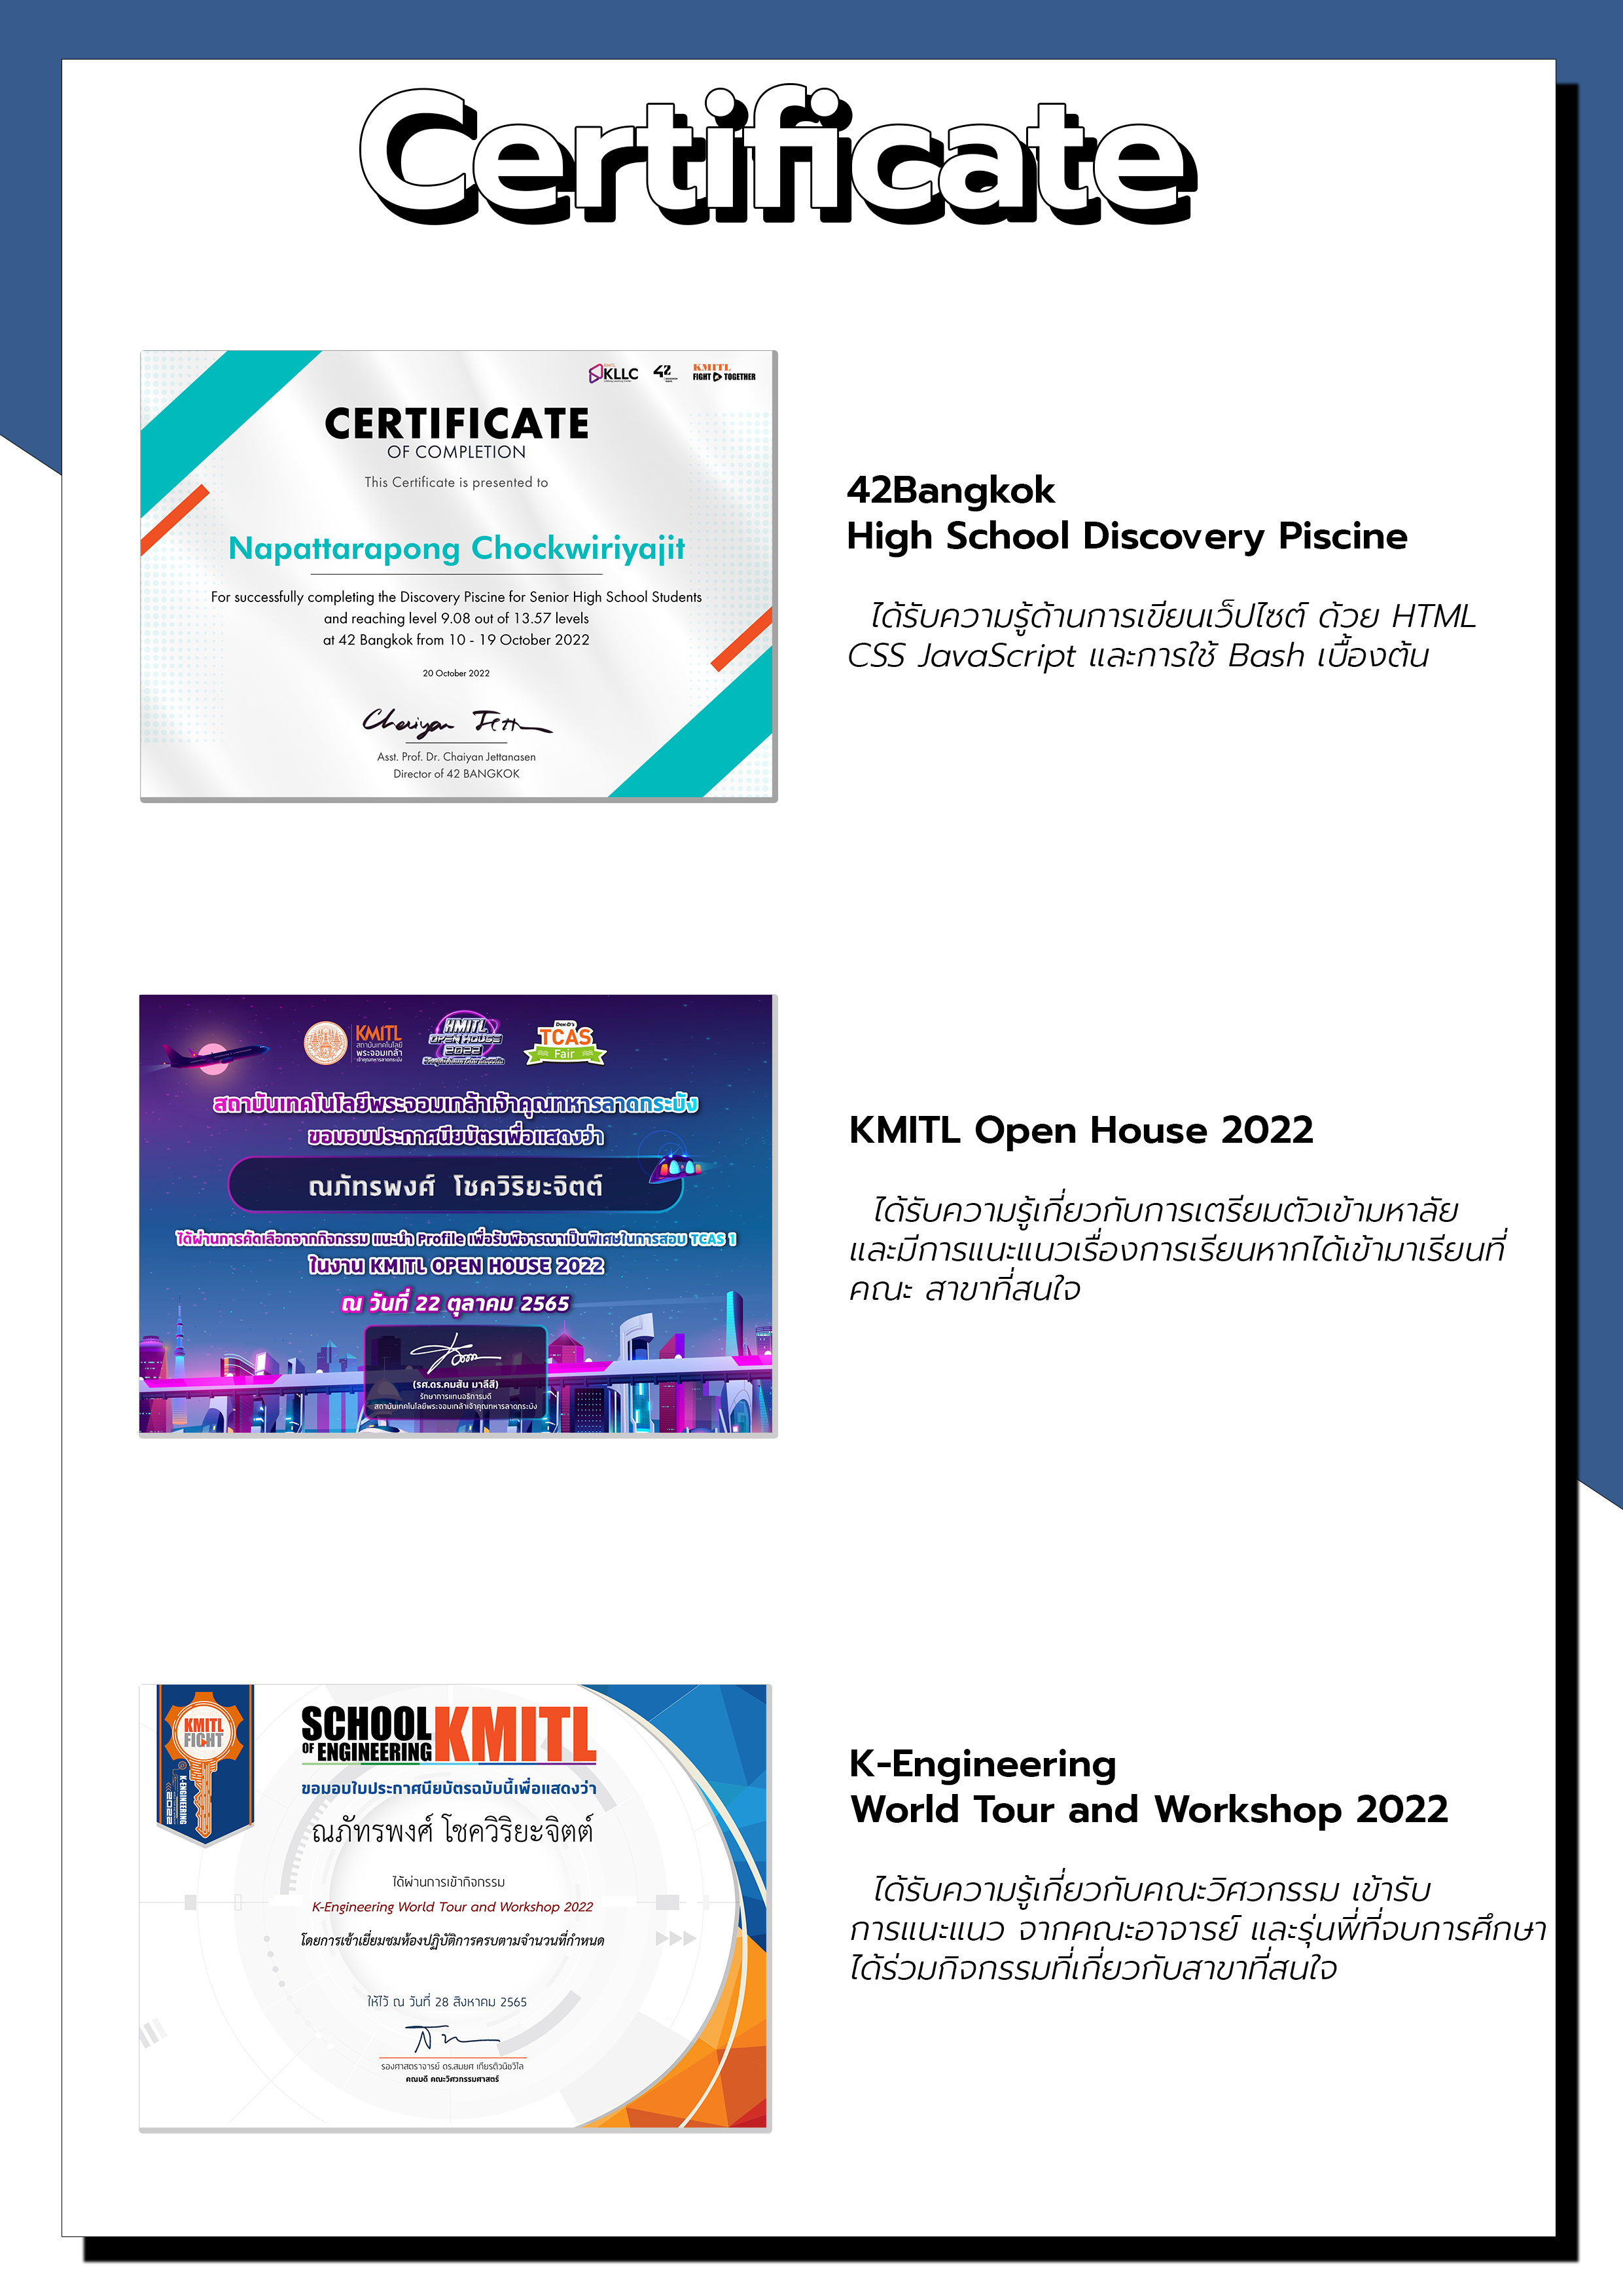 Certificate
KLLC
42
KMITL
FIGHT TOGETHER
CERTIFICATE
OF COMPLETION
This Certificate is presented to
Napattarapong Chockwiriyajit
For successfully completing the Discovery Piscine for Senior High School Students
and reaching level 9.08 out of 13.57 levels
at 42 Bangkok from 10 - 19 October 2022
20 October 2022
Asst. Prof. Dr. Chaiyan Jettanasen
Director of 42 BANGKOK
42Bangkok
High School Discovery Piscine
ได้รับความรู้ด้านการเขียนเว็ปไซต์ ด้วย HTML
CSS JavaScript และการใช้ Bash เบื้องต้น
KMITL
สถาบันเทคโนโลยี
พระจอมเกล้า
เจ้าคุณทหารลาดกระบัง
KMITL
OPEN HOUSE
2022
Dek-D's
TCAS
Fair
สถาบันเทคโนโลยีพระจอมเกล้าเจ้าคุณทหารลาดกระบัง
ขอมอบประกาศนียบัตรเพื่อแสดงว่า
ณภัทรพงศ์ โชควิริยะจิตต์
ได้ผ่านการคัดเลือกจากกิจกรรม แนะนำ Profile เพื่อรับพิจารณาเป็นพิเศษในการสอบ TCAS 1
ในงาน KMITL OPEN HOUSE 2022
ณ วันที่ 22 ตุลาคม 2565
(รศ.ดร.คมสัน มาลีสี)
รักษาการแทนอธิการบดี
สถาบันเทคโนโลยีพระจอมเกล้าเจ้าคุณทหารลาดกระบัง
KMITL Open House 2022
ได้รับความรู้เกี่ยวกับการเตรียมตัวเข้ามหาลัย
และมีการแนะแนวเรื่องการเรียนหากได้เข้ามาเรียนที่
คณะ สาขาที่สนใจ
KMITL
FIGHT
K-ENGINEERING
2022
SCHOOL
OF ENGINEERING
KMITL
ขอมอบใบประกาศนียบัตรฉบับนี้เพื่อแสดงว่า
ณภัทรพงศ์ โชควิริยะจิตต์
ได้ผ่านการเข้ากิจกรรม
K-Engineering World Tour and Workshop 2022
โดยการเข้าเยี่ยมชมห้องปฏิบัติการครบตามจำนวนที่กำหนด
ให้ไว้ ณ วันที่ 28 สิงหาคม 2565
รองศาสตราจารย์ ดร.สมยศ เกียรติวนิชวิไล
คณบดี คณะวิศวกรรมศาสตร์
K-Engineering
World Tour and Workshop 2022
ได้รับความรู้เกี่ยวกับคณะวิศวกรรม เข้ารับ
การแนะแนว จากคณะอาจารย์ และรุ่นพี่ที่จบการศึกษา
ได้ร่วมกิจกรรมที่เกี่ยวกับสาขาที่สนใจ